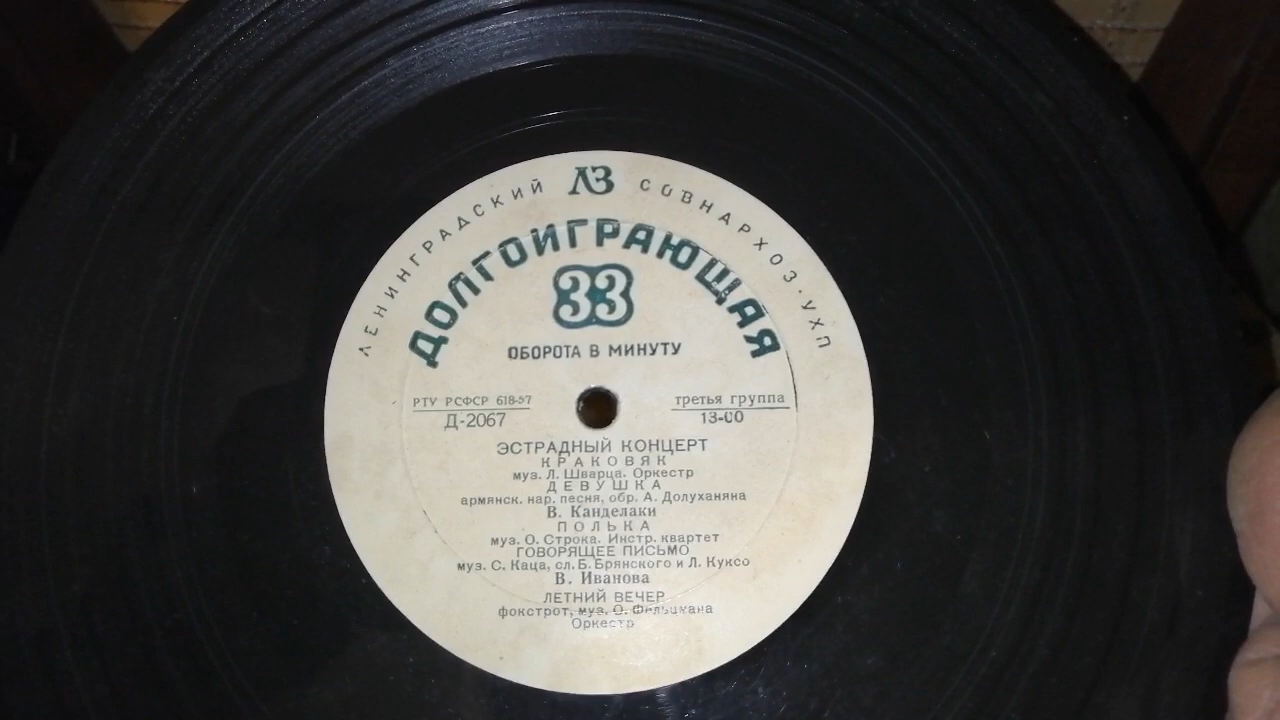 ЛЕНИНГРАДСКИЙ ЛЗ СОВНАРХОЗ · УХП
ДОЛГОИГРАЮЩАЯ
33
ОБОРОТА В МИНУТУ
РТУ РСФСР 618-57
Д-2067
третья группа
13-00
ЭСТРАДНЫЙ КОНЦЕРТ
КРАКОВЯК
муз. Л. Шварца. Оркестр
ДЕВУШКА
армянск. нар. песня, обр. А. Долуханяна
В. Канделаки
ПОЛЬКА
муз. О. Строка. Инстр. квартет
ГОВОРЯЩЕЕ ПИСЬМО
муз. С. Каца, сл. Б. Брянского и Л. Куксо
В. Иванова
ЛЕТНИЙ ВЕЧЕР
фокстрот, муз. О. Фельцмана
Оркестр